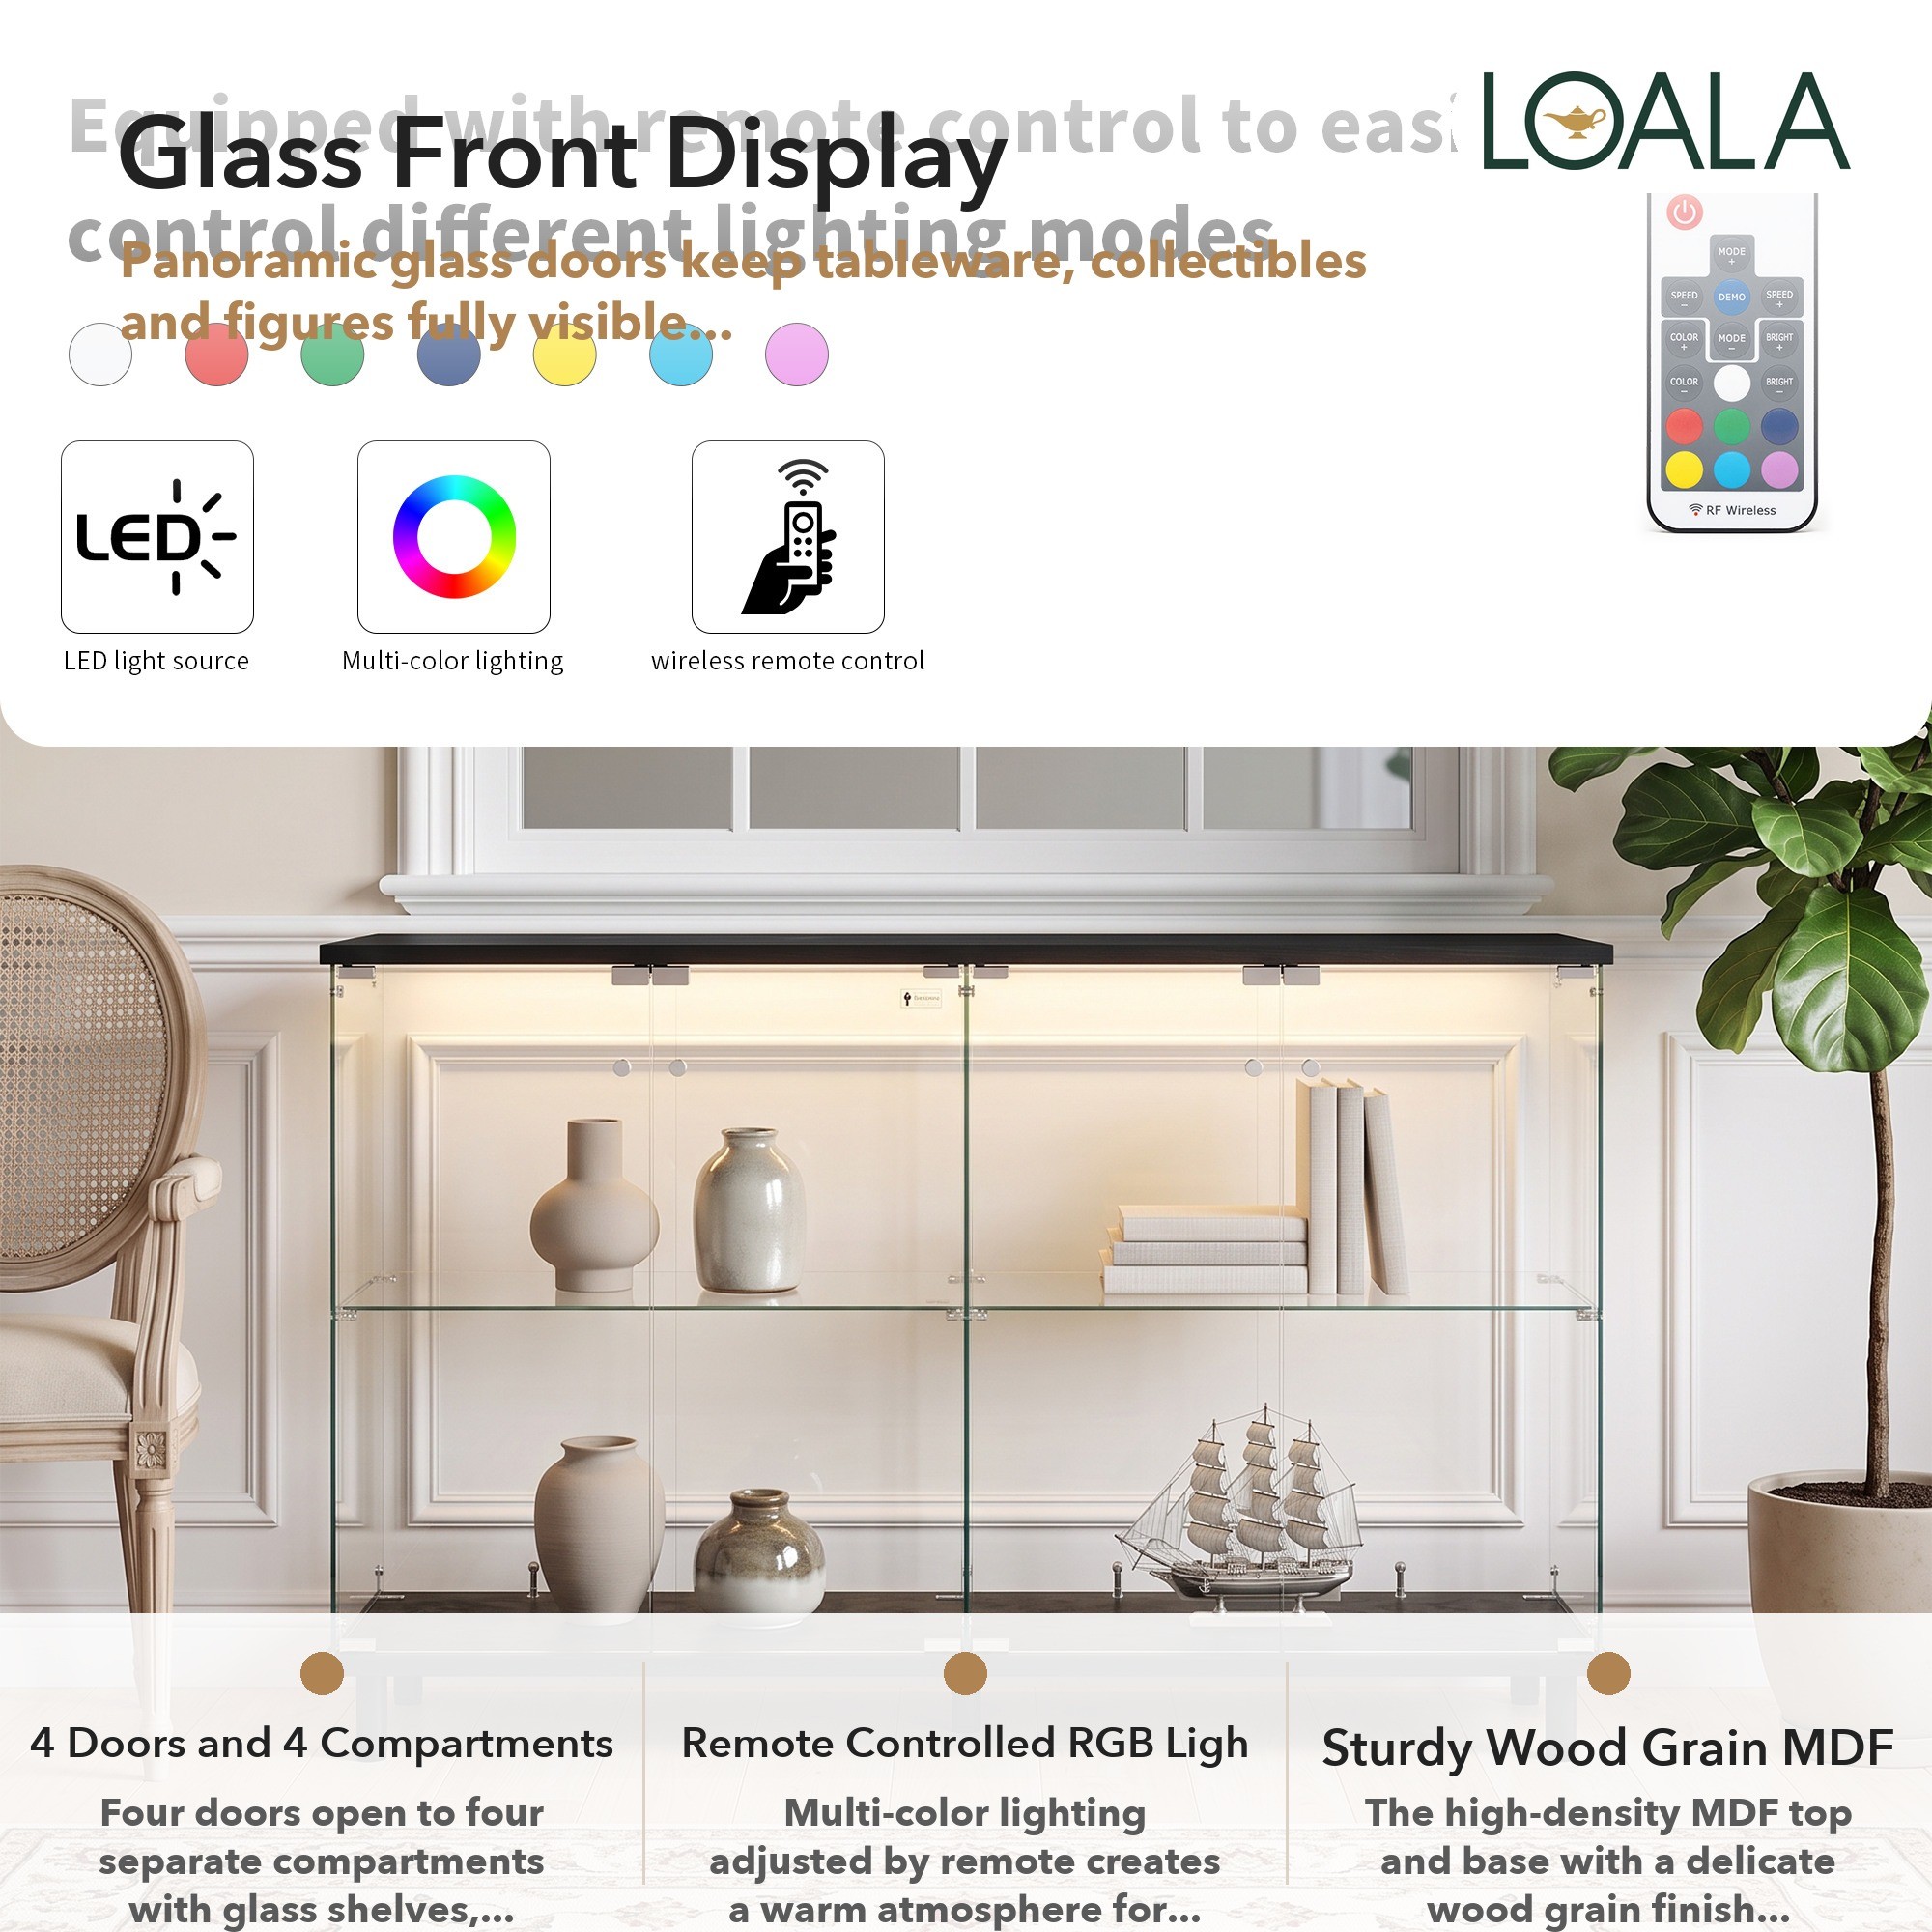 LOALA
Equipped with remote control to easi
Glass Front Display
control different lighting modes
Panoramic glass doors keep tableware, collectibles
and figures fully visible...
MODE +
SPEED − DEMO SPEED +
COLOR + MODE − BRIGHT +
COLOR − BRIGHT −
RF Wireless
LED
LED light source
Multi-color lighting
wireless remote control
4 Doors and 4 Compartments
Four doors open to four
separate compartments
with glass shelves,...
Remote Controlled RGB Ligh
Multi-color lighting
adjusted by remote creates
a warm atmosphere for...
Sturdy Wood Grain MDF
The high-density MDF top
and base with a delicate
wood grain finish...